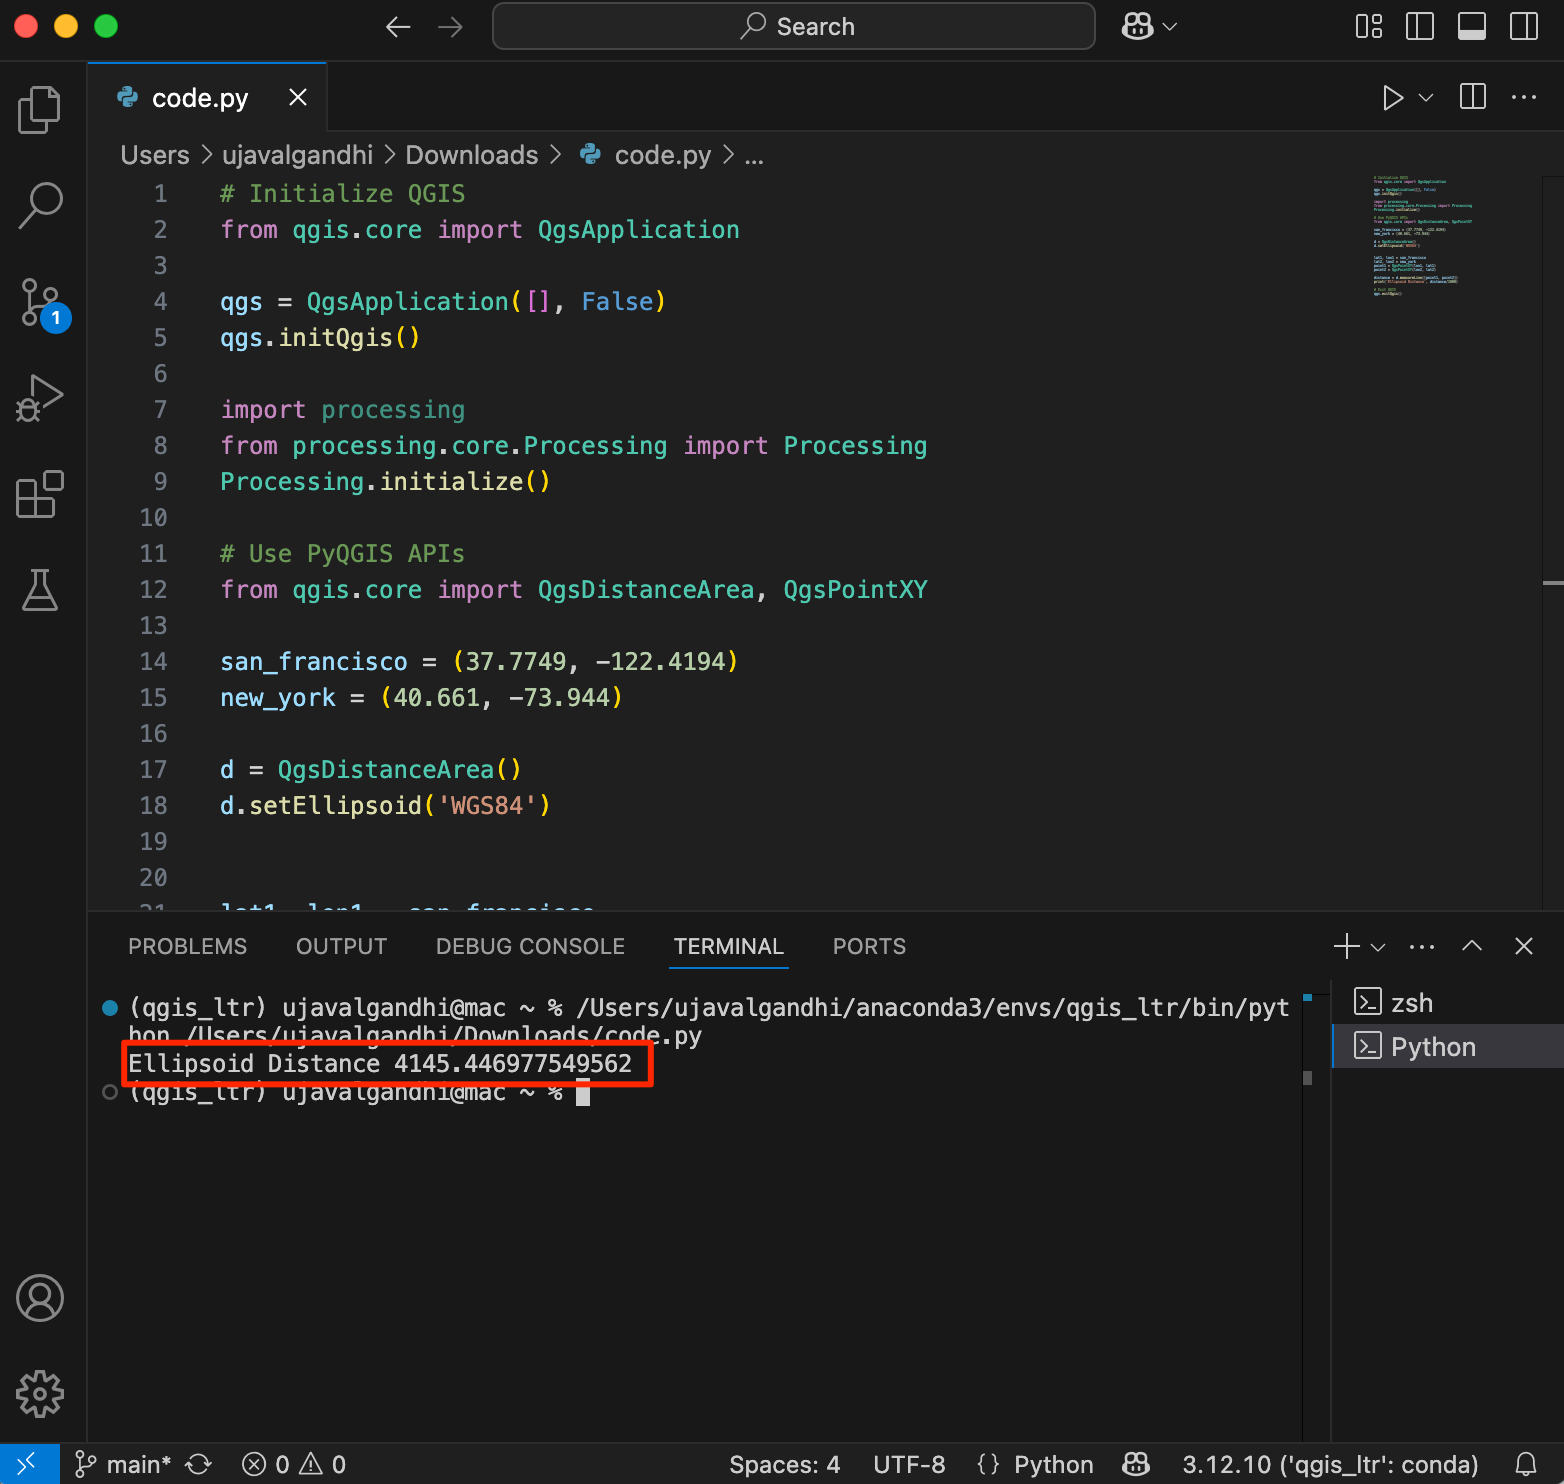 Search
code.py
Users > ujavalgandhi > Downloads > code.py > ...
1 # Initialize QGIS
2 from qgis.core import QgsApplication
3
4 qgs = QgsApplication([], False)
5 qgs.initQgis()
6
7 import processing
8 from processing.core.Processing import Processing
9 Processing.initialize()
10
11 # Use PyQGIS APIs
12 from qgis.core import QgsDistanceArea, QgsPointXY
13
14 san_francisco = (37.7749, -122.4194)
15 new_york = (40.661, -73.944)
16
17 d = QgsDistanceArea()
18 d.setEllipsoid('WGS84')
19
20
21 lat1, lon1 = san_francisco
PROBLEMS OUTPUT DEBUG CONSOLE TERMINAL PORTS
(qgis_ltr) ujavalgandhi@mac ~ % /Users/ujavalgandhi/anaconda3/envs/qgis_ltr/bin/pyt
hon /Users/ujavalgandhi/Downloads/code.py
Ellipsoid Distance 4145.446977549562
(qgis_ltr) ujavalgandhi@mac ~ %
zsh
Python
1
main* 0 0 Spaces: 4 UTF-8 {} Python 3.12.10 ('qgis_ltr': conda)